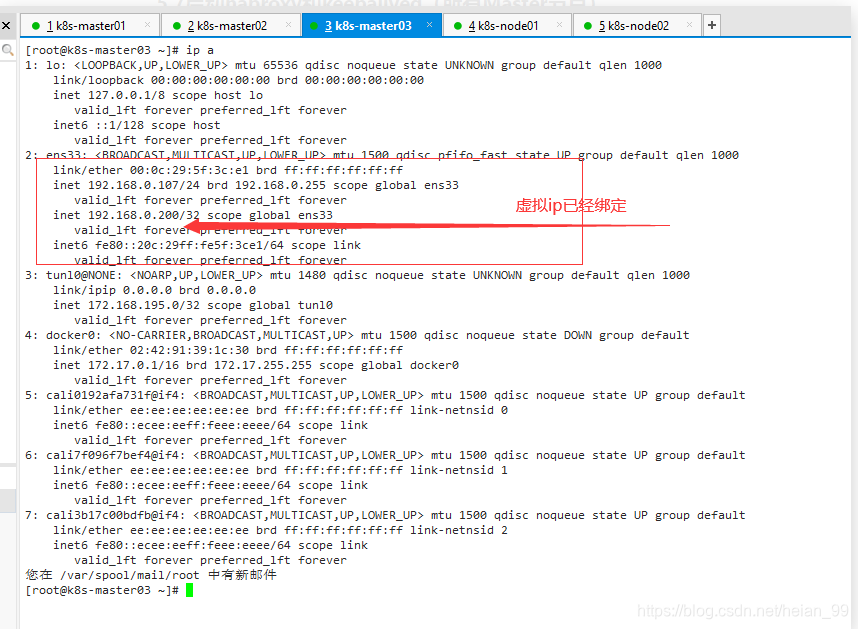 1 k8s-master01 × 2 k8s-master02 × 3 k8s-master03 × 4 k8s-node01 × 5 k8s-node02 × +
[root@k8s-master03 ~]# ip a
1: lo: <LOOPBACK,UP,LOWER_UP> mtu 65536 qdisc noqueue state UNKNOWN group default qlen 1000
link/loopback 00:00:00:00:00:00 brd 00:00:00:00:00:00
inet 127.0.0.1/8 scope host lo
valid_lft forever preferred_lft forever
inet6 ::1/128 scope host
valid_lft forever preferred_lft forever
2: ens33: <BROADCAST,MULTICAST,UP,LOWER_UP> mtu 1500 qdisc pfifo_fast state UP group default qlen 1000
link/ether 00:0c:29:5f:3c:e1 brd ff:ff:ff:ff:ff:ff
inet 192.168.0.107/24 brd 192.168.0.255 scope global ens33
valid_lft forever preferred_lft forever
虚拟ip已经绑定
inet 192.168.0.200/32 scope global ens33
valid_lft forever preferred_lft forever
inet6 fe80::20c:29ff:fe5f:3ce1/64 scope link
valid_lft forever preferred_lft forever
3: tunl0@NONE: <NOARP,UP,LOWER_UP> mtu 1480 qdisc noqueue state UNKNOWN group default qlen 1000
link/ipip 0.0.0.0 brd 0.0.0.0
inet 172.168.195.0/32 scope global tunl0
valid_lft forever preferred_lft forever
4: docker0: <NO-CARRIER,BROADCAST,MULTICAST,UP> mtu 1500 qdisc noqueue state DOWN group default
link/ether 02:42:91:39:1c:30 brd ff:ff:ff:ff:ff:ff
inet 172.17.0.1/16 brd 172.17.255.255 scope global docker0
valid_lft forever preferred_lft forever
5: cali0192afa731f@if4: <BROADCAST,MULTICAST,UP,LOWER_UP> mtu 1500 qdisc noqueue state UP group default
link/ether ee:ee:ee:ee:ee:ee brd ff:ff:ff:ff:ff:ff link-netnsid 0
inet6 fe80::ecee:eeff:feee:eeee/64 scope link
valid_lft forever preferred_lft forever
6: cali7f096f7bef4@if4: <BROADCAST,MULTICAST,UP,LOWER_UP> mtu 1500 qdisc noqueue state UP group default
link/ether ee:ee:ee:ee:ee:ee brd ff:ff:ff:ff:ff:ff link-netnsid 1
inet6 fe80::ecee:eeff:feee:eeee/64 scope link
valid_lft forever preferred_lft forever
7: cali3b17c00bdfb@if4: <BROADCAST,MULTICAST,UP,LOWER_UP> mtu 1500 qdisc noqueue state UP group default
link/ether ee:ee:ee:ee:ee:ee brd ff:ff:ff:ff:ff:ff link-netnsid 2
inet6 fe80::ecee:eeff:feee:eeee/64 scope link
valid_lft forever preferred_lft forever
您在 /var/spool/mail/root 中有新邮件
[root@k8s-master03 ~]#
https://blog.csdn.net/heian_99